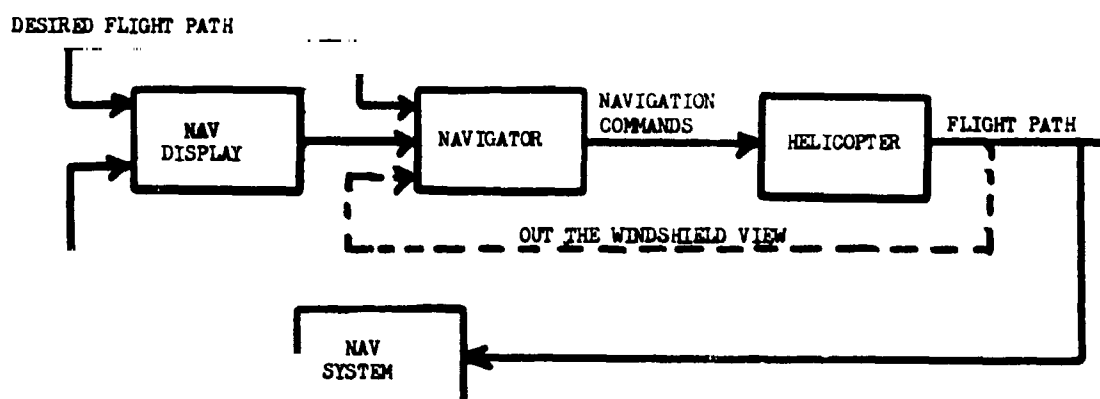 DESIRED FLIGHT PATH
NAV
DISPLAY
NAVIGATOR
NAVIGATION
COMMANDS
HELICOPTER
FLIGHT PATH
OUT THE WINDSHIELD VIEW
NAV
SYSTEM